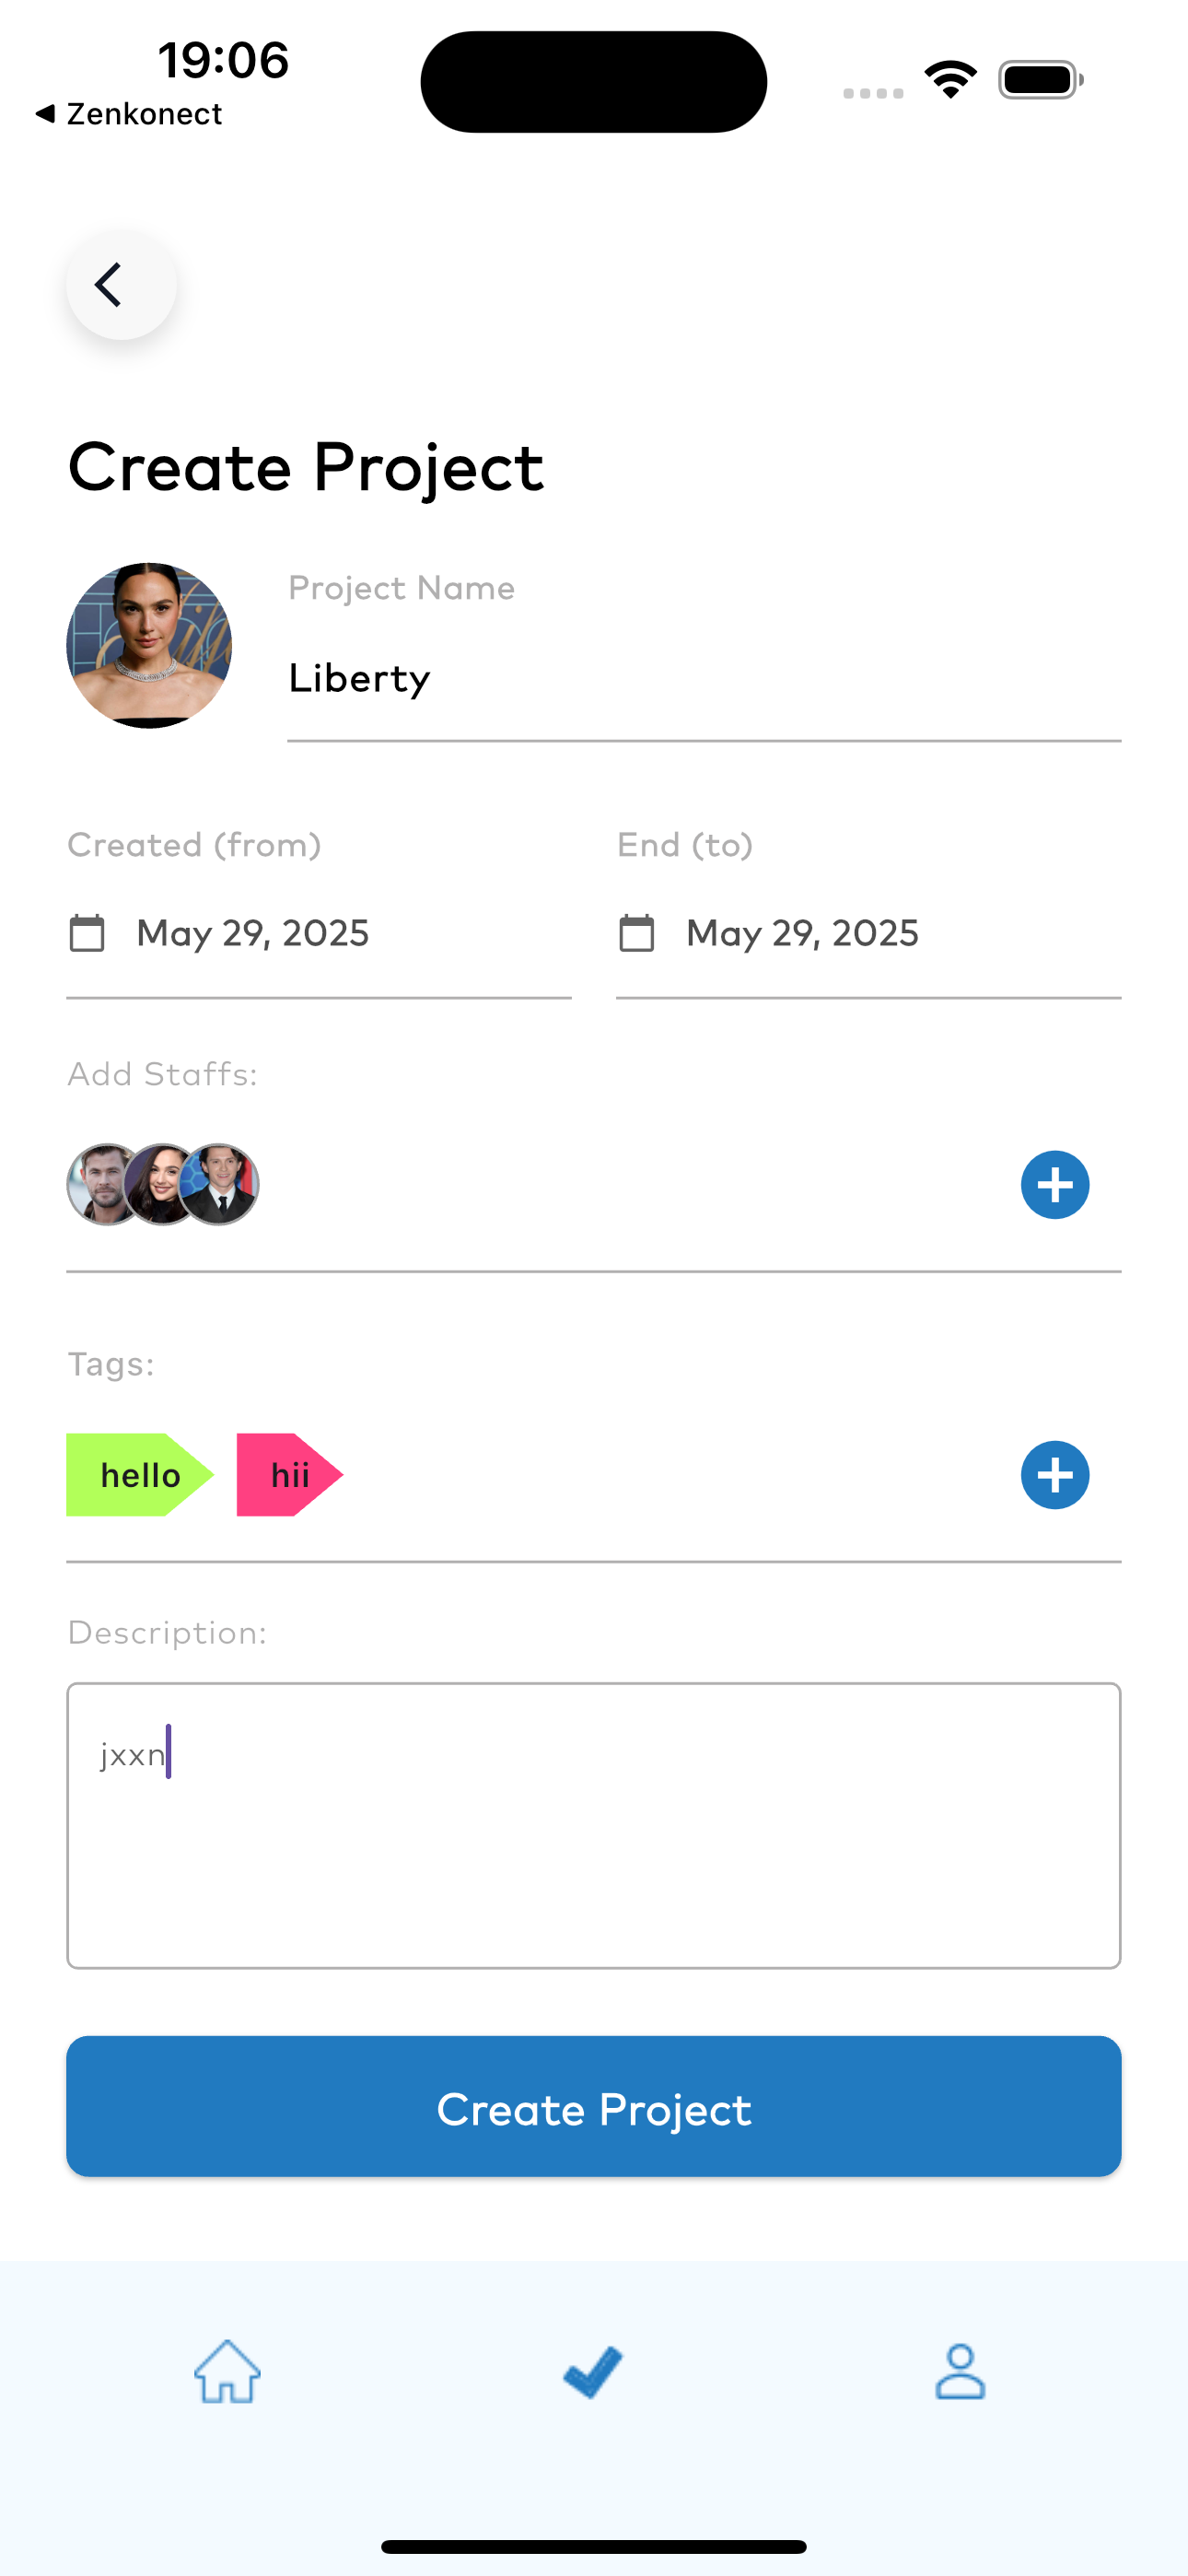 19:06
◀ Zenkonect
Create Project
Project Name
Liberty
Created (from) End (to)
May 29, 2025 May 29, 2025
Add Staffs:
Tags:
hello hii
Description:
jxxn
Create Project